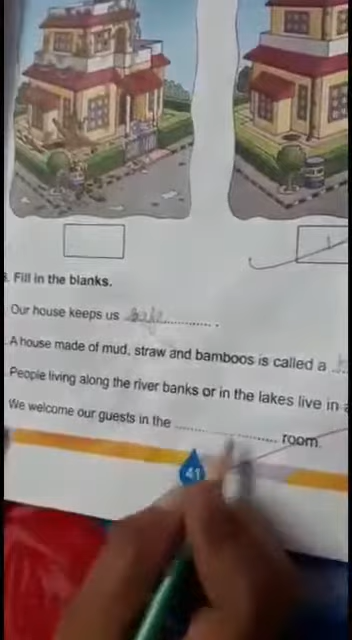 Fill in the blanks.
Our house keeps us safe .
A house made of mud, straw and bamboos is called a
People living along the river banks or in the lakes live in a
We welcome our guests in the .................... room.
41